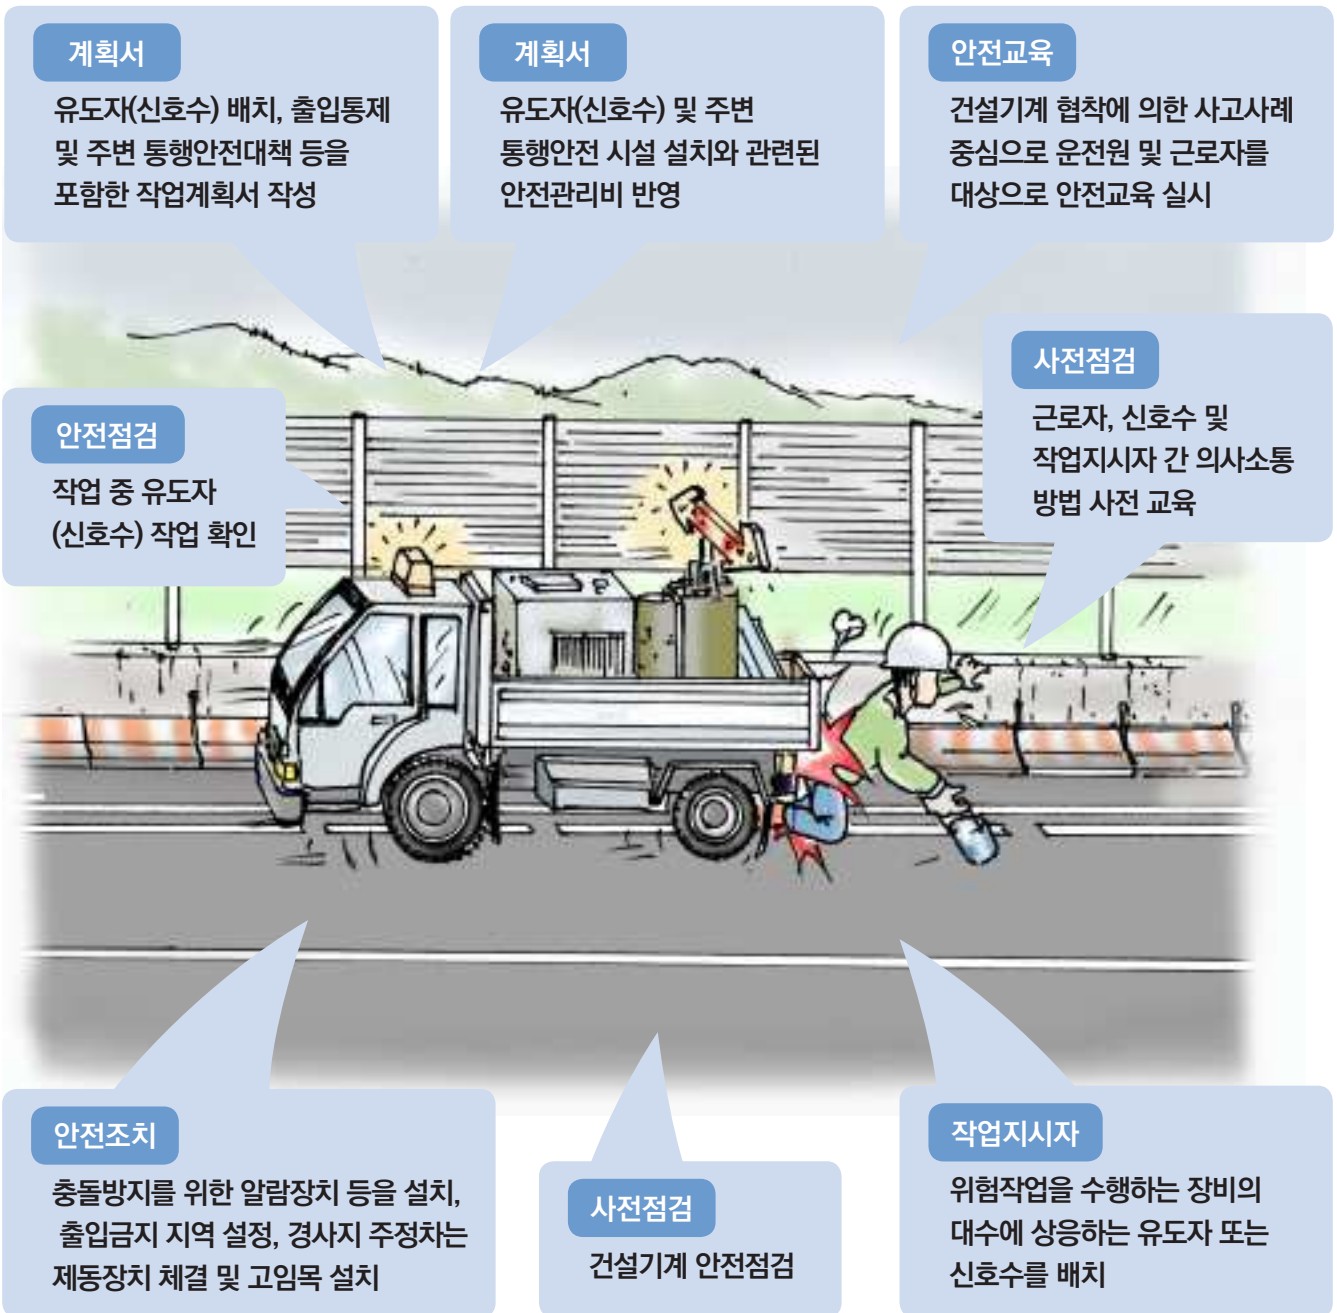 계획서
유도자(신호수) 배치, 출입통제
및 주변 통행안전대책 등을
포함한 작업계획서 작성
계획서
유도자(신호수) 및 주변
통행안전 시설 설치와 관련된
안전관리비 반영
안전교육
건설기계 협착에 의한 사고사례
중심으로 운전원 및 근로자를
대상으로 안전교육 실시
사전점검
근로자, 신호수 및
작업지시자 간 의사소통
방법 사전 교육
안전점검
작업 중 유도자
(신호수) 작업 확인
안전조치
충돌방지를 위한 알람장치 등을 설치,
출입금지 지역 설정, 경사지 주정차는
제동장치 체결 및 고임목 설치
사전점검
건설기계 안전점검
작업지시자
위험작업을 수행하는 장비의
대수에 상응하는 유도자 또는
신호수를 배치